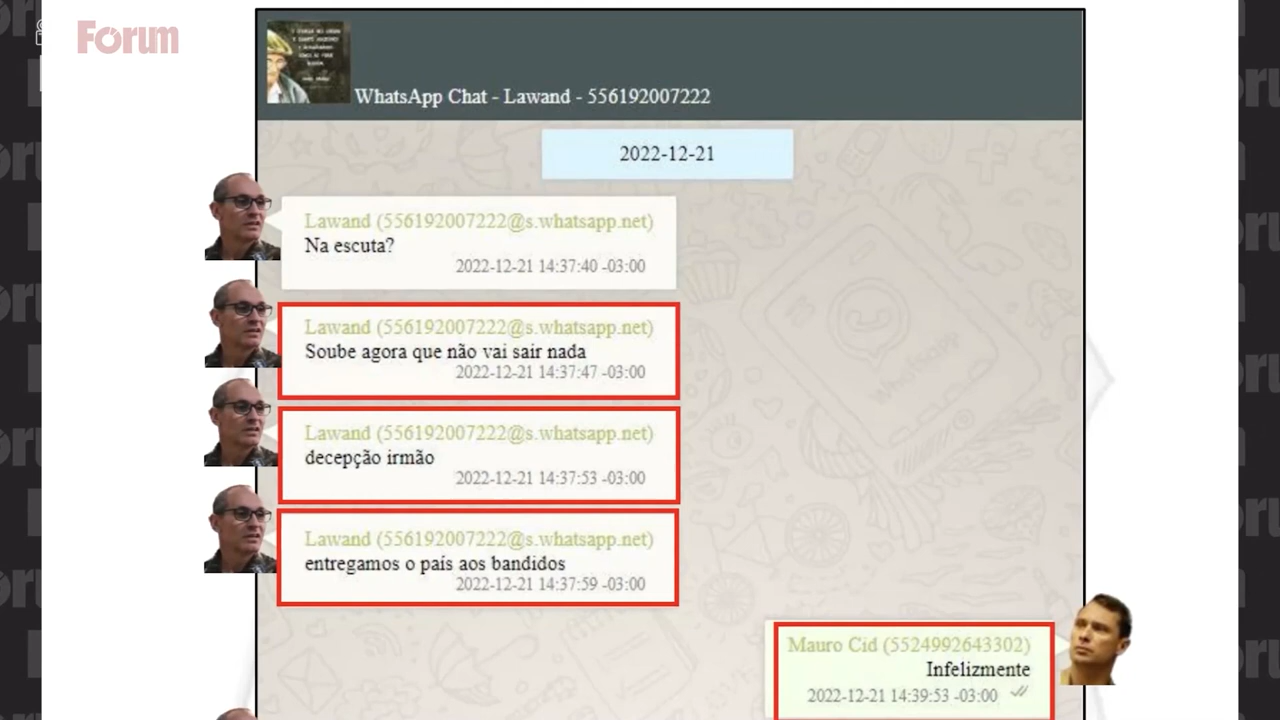 Forum
WhatsApp Chat - Lawand - 556192007222
2022-12-21
Lawand (556192007222@s.whatsapp.net)
Na escuta?
2022-12-21 14:37:40 -03:00
Lawand (556192007222@s.whatsapp.net)
Soube agora que não vai sair nada
2022-12-21 14:37:47 -03:00
Lawand (556192007222@s.whatsapp.net)
decepção irmão
2022-12-21 14:37:53 -03:00
Lawand (556192007222@s.whatsapp.net)
entregamos o país aos bandidos
2022-12-21 14:37:59 -03:00
Mauro Cid (5524992643302)
Infelizmente
2022-12-21 14:39:53 -03:00